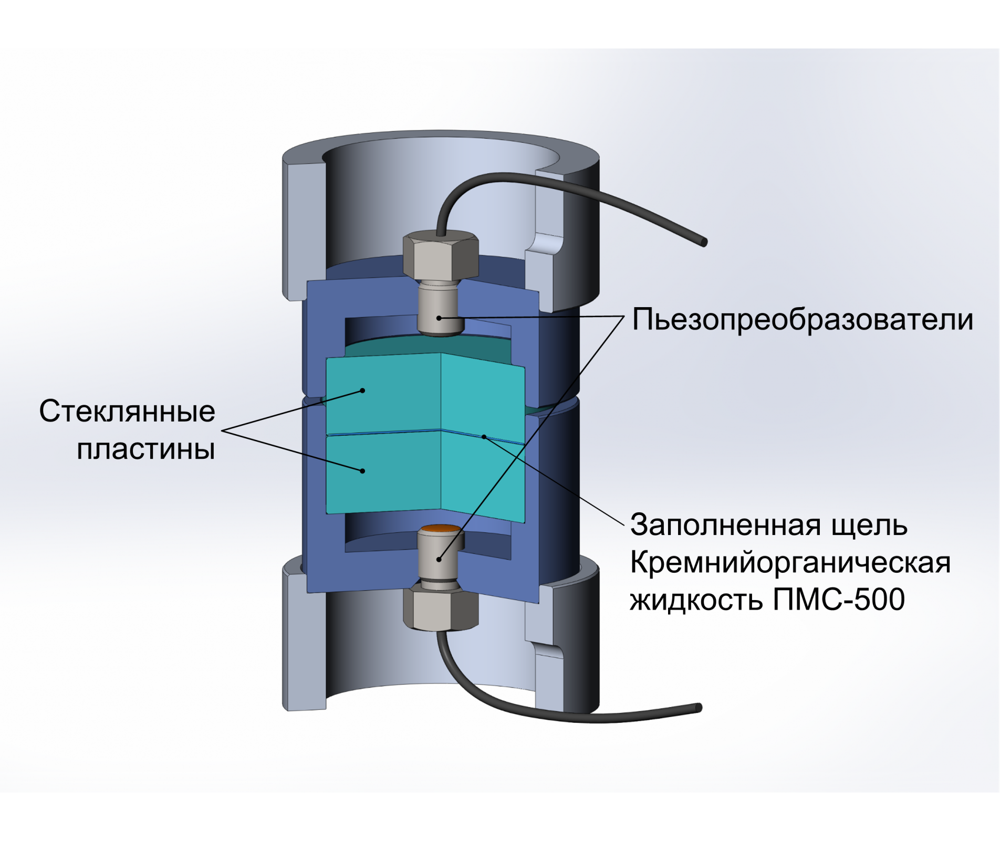 Пьезопреобразователи
Стеклянные
пластины
Заполненная щель
Кремнийорганическая
жидкость ПМС-500